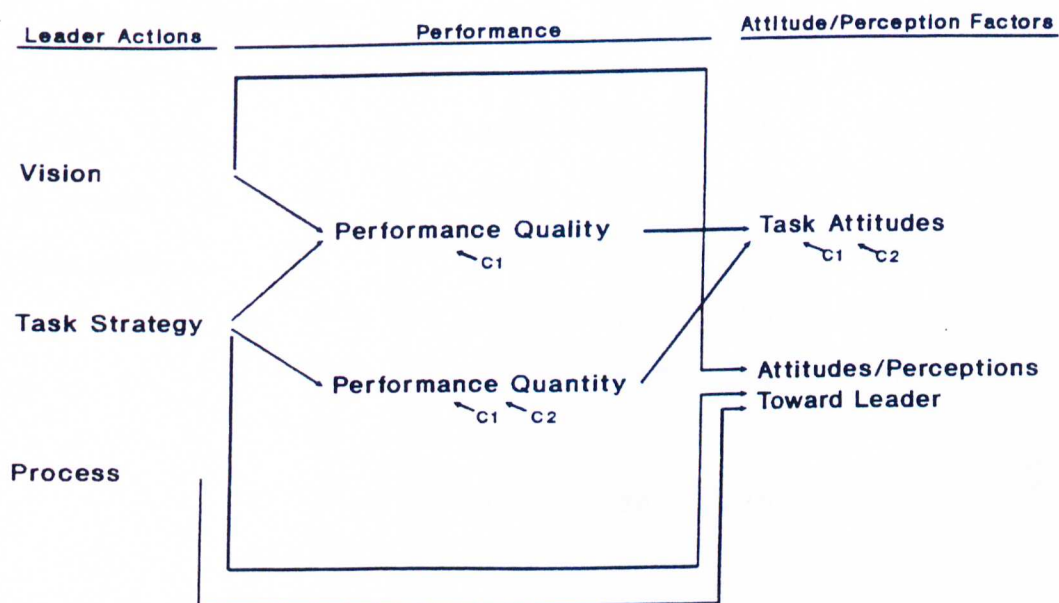 Leader Actions Performance Attitude/Perception Factors
Vision
Performance Quality Task Attitudes
C1 C1 C2
Task Strategy
Attitudes/Perceptions
Performance Quantity Toward Leader
C1 C2
Process